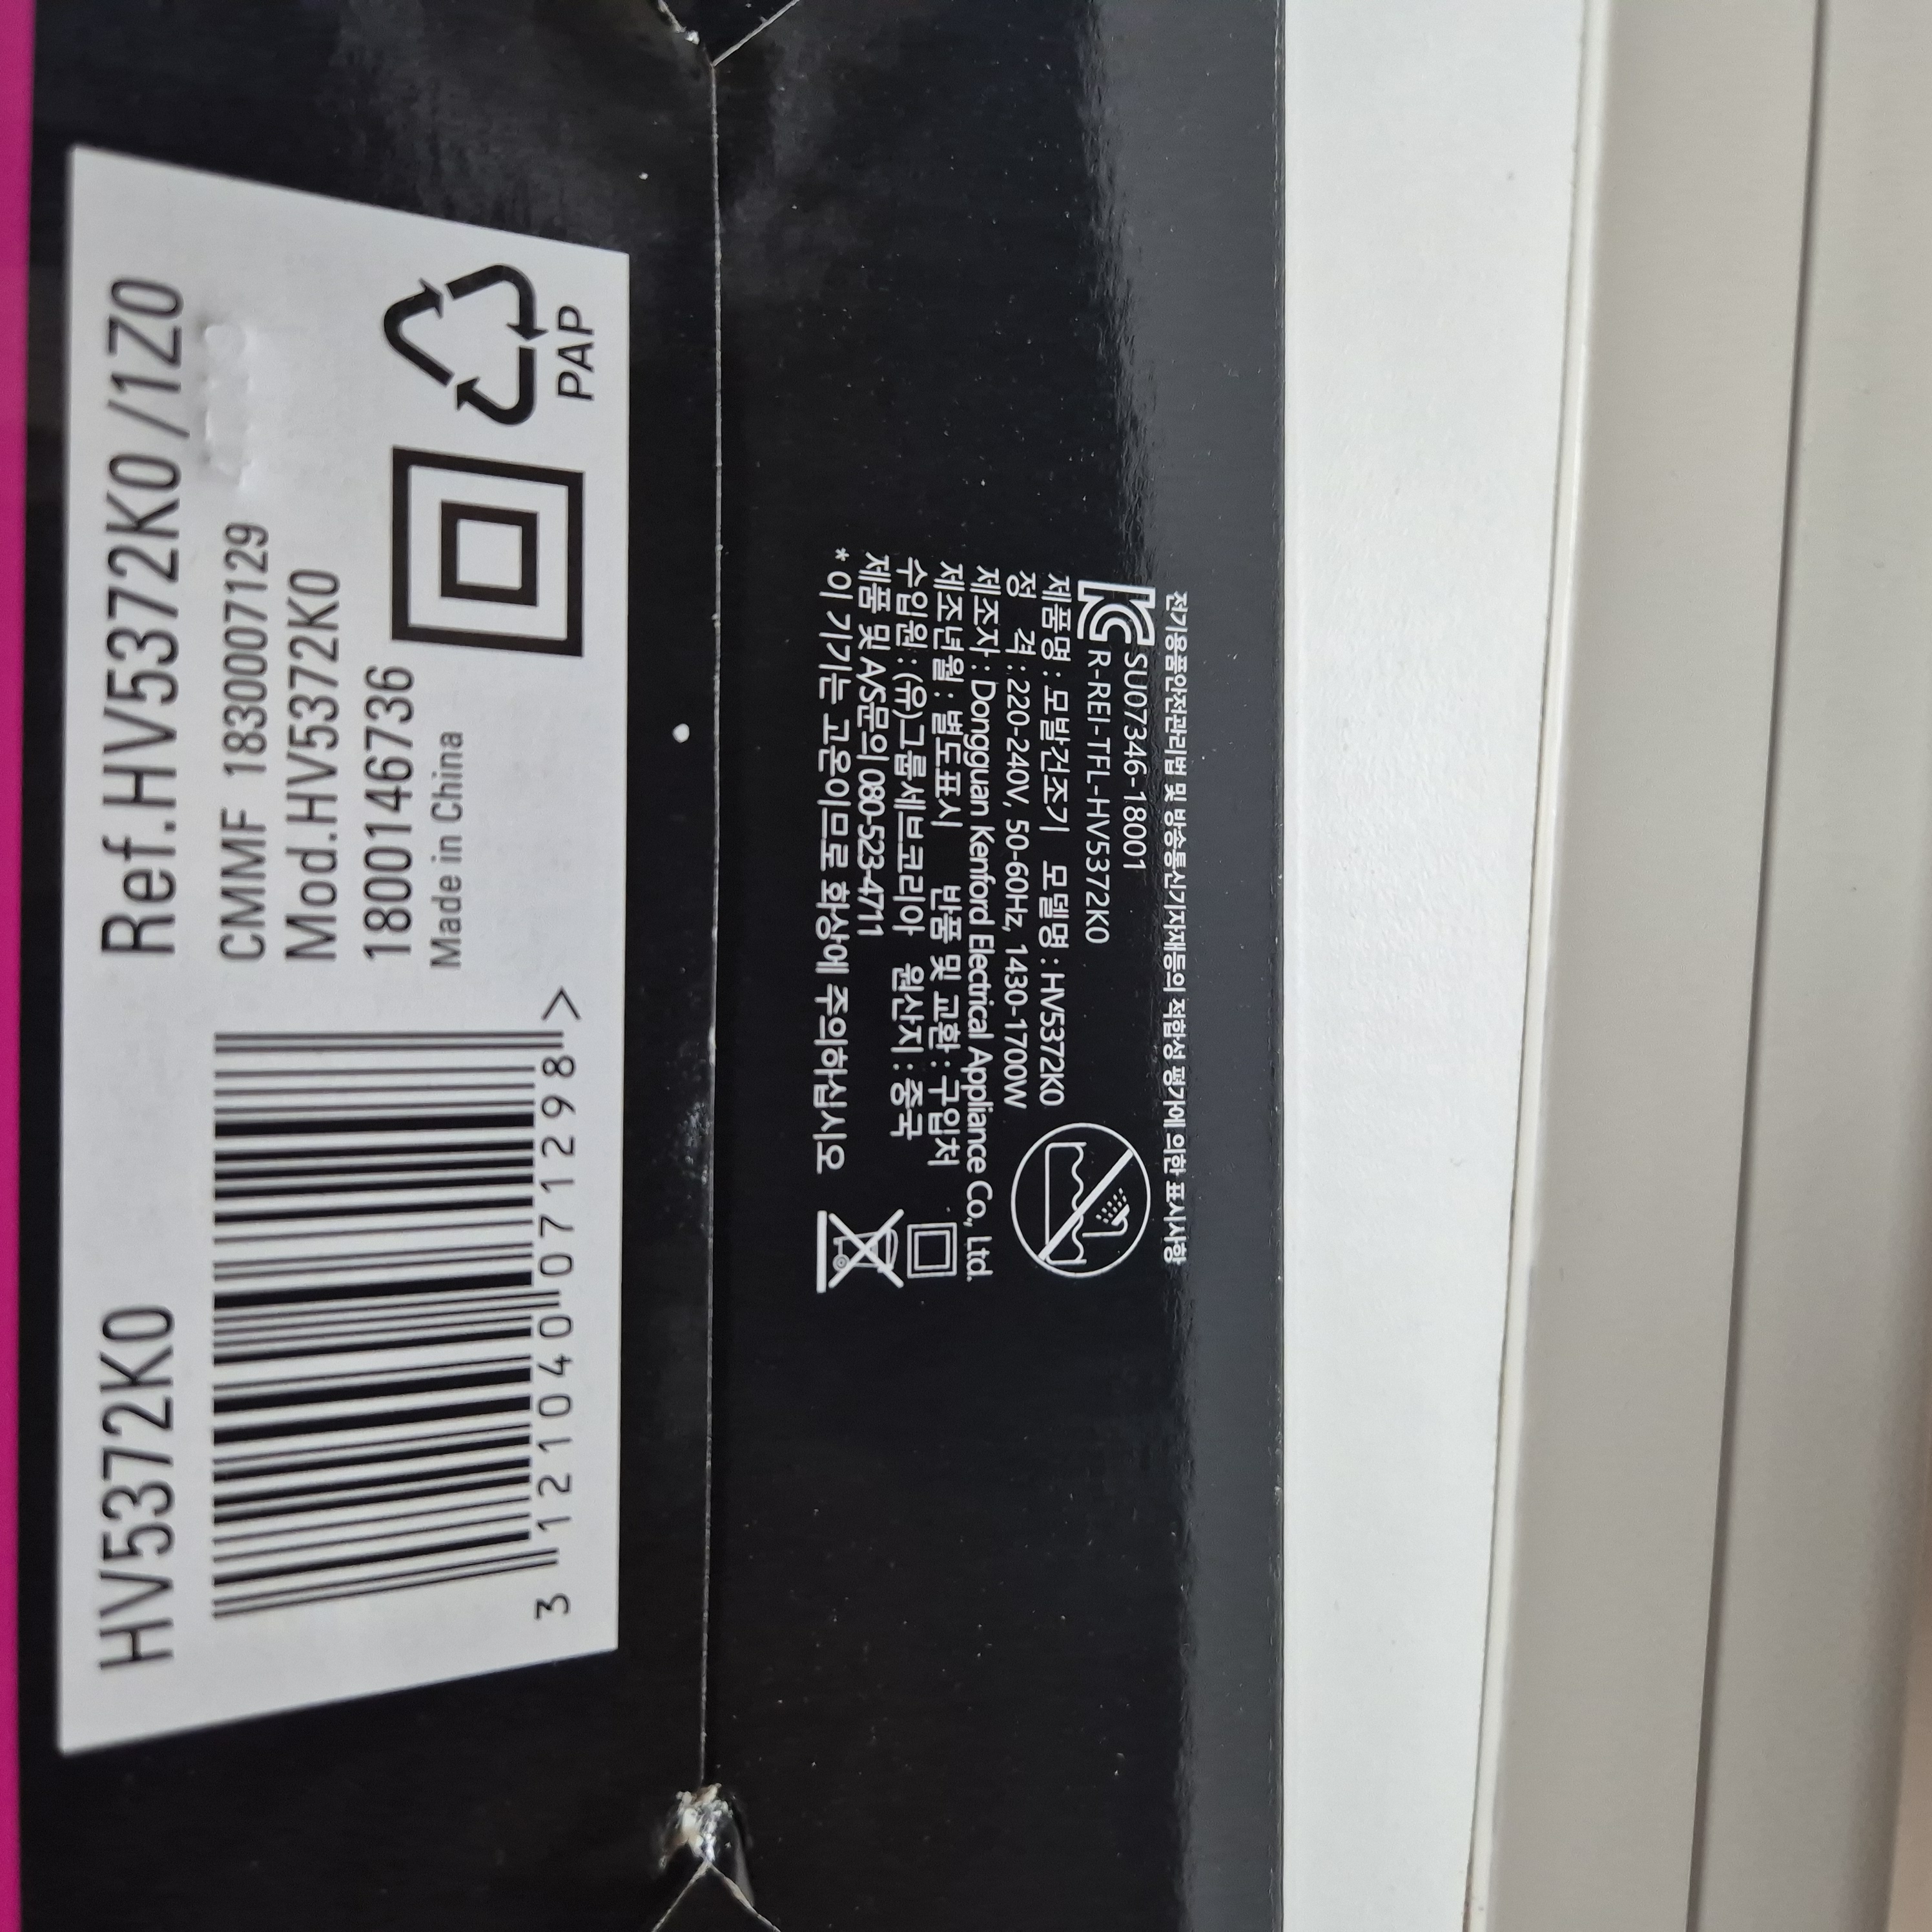 HV5372K0
Ref.HV5372K0 /1Z0
CMMF 1830007129
Mod.HV5372K0
1800146736
Made in China
3 121040 071298 >
PAP
전기용품안전관리법 및 방송통신기자재등의 적합성 평가에 의한 표시사항
SU07346-18001
R-REI-TFL-HV5372K0
제품명 : 모발건조기 모델명 : HV5372K0
정 격 : 220-240V, 50-60Hz, 1430-1700W
제조자 : Dongguan Kenford Electrical Appliance Co., Ltd.
제조년월 : 별도표시 반품 및 교환 : 구입처
수입원 : (유)그룹세브코리아 원산지 : 중국
제품 및 A/S문의 080-523-4711
* 이 기기는 고온이므로 화상에 주의하십시오